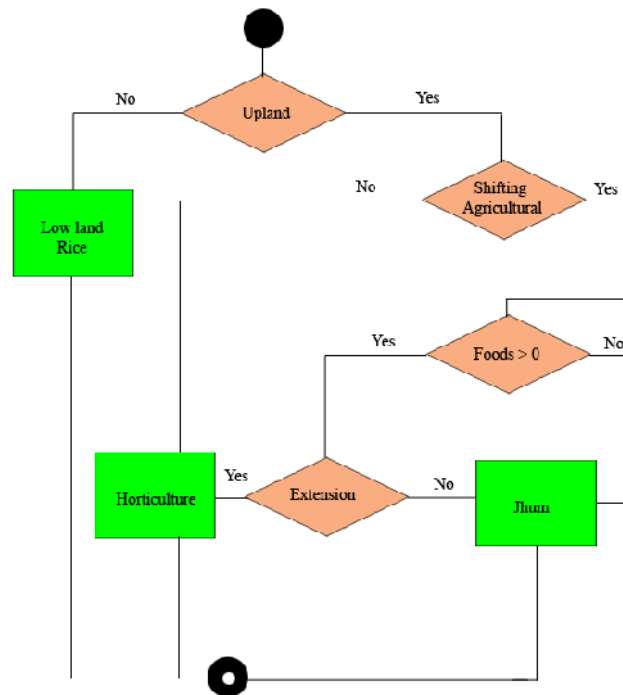 No
Yes
Upland
No
Shifting
Agricultural
Yes
Low land
Rice
Yes
Foods > 0
No
Horticulture
Yes
Extension
No
Jhum